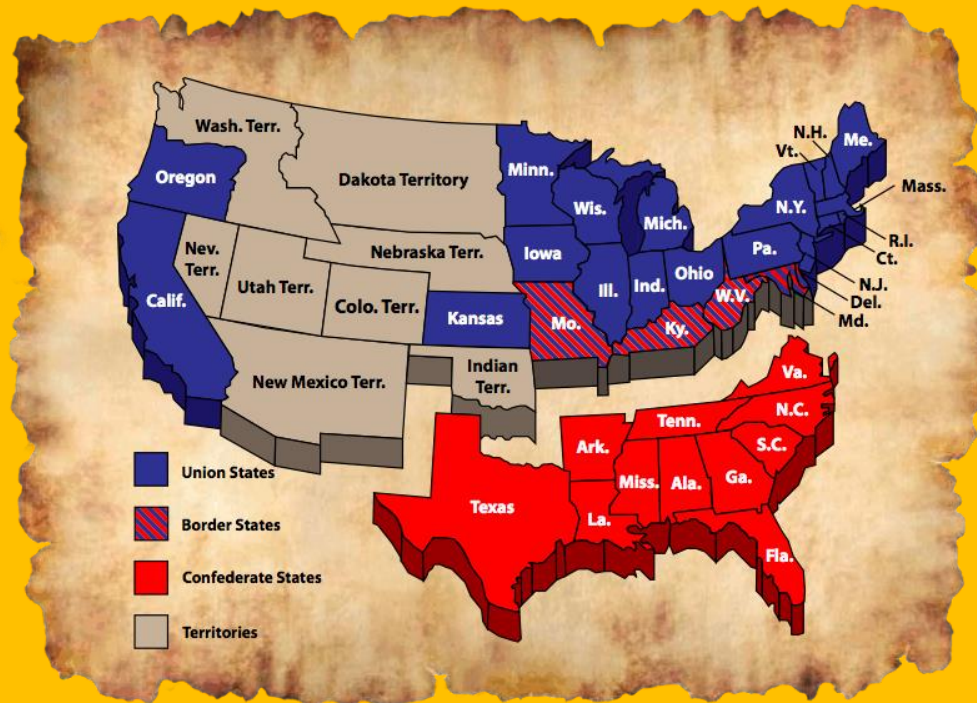 Wash. Terr.
Oregon
Dakota Territory
Minn.
Wis.
Mich.
N.H.
Vt.
Me.
Mass.
N.Y.
R.I.
Ct.
Pa.
N.J.
Del.
Md.
Nev.
Terr.
Nebraska Terr.
Iowa
Ill.
Ind.
Ohio
W.V.
Calif.
Utah Terr.
Colo. Terr.
Kansas
Mo.
Ky.
New Mexico Terr.
Indian
Terr.
Va.
Tenn.
N.C.
Ark.
S.C.
Miss.
Ala.
Ga.
Texas
La.
Fla.
Union States
Border States
Confederate States
Territories